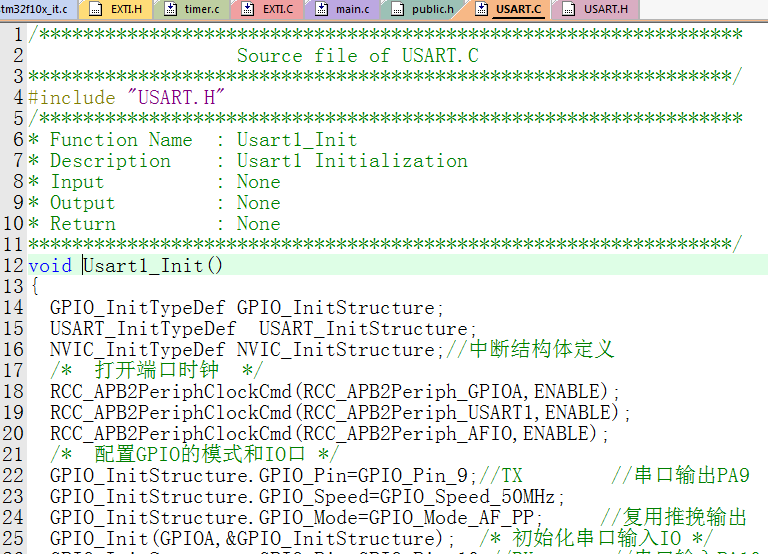 stm32f10x_it.c EXTI.H timer.c EXTI.C main.c public.h USART.C USART.H
1 /****************************************************************
2 Source file of USART.C
3 ****************************************************************/
4 #include "USART.H"
5 /****************************************************************
6 * Function Name : Usart1_Init
7 * Description : Usart1 Initialization
8 * Input : None
9 * Output : None
10 * Return : None
11 ****************************************************************/
12 void Usart1_Init()
13 {
14 GPIO_InitTypeDef GPIO_InitStructure;
15 USART_InitTypeDef USART_InitStructure;
16 NVIC_InitTypeDef NVIC_InitStructure;//中断结构体定义
17 /* 打开端口时钟 */
18 RCC_APB2PeriphClockCmd(RCC_APB2Periph_GPIOA,ENABLE);
19 RCC_APB2PeriphClockCmd(RCC_APB2Periph_USART1,ENABLE);
20 RCC_APB2PeriphClockCmd(RCC_APB2Periph_AFIO,ENABLE);
21 /* 配置GPIO的模式和IO口 */
22 GPIO_InitStructure.GPIO_Pin=GPIO_Pin_9;//TX //串口输出PA9
23 GPIO_InitStructure.GPIO_Speed=GPIO_Speed_50MHz;
24 GPIO_InitStructure.GPIO_Mode=GPIO_Mode_AF_PP; //复用推挽输出
25 GPIO_Init(GPIOA,&GPIO_InitStructure); /* 初始化串口输入IO */